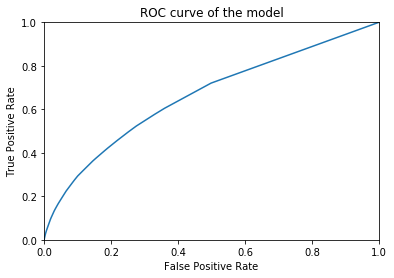 ROC curve of the model
1.0
0.8
0.6
0.4
0.2
0.0
True Positive Rate
0.0 0.2 0.4 0.6 0.8 1.0
False Positive Rate